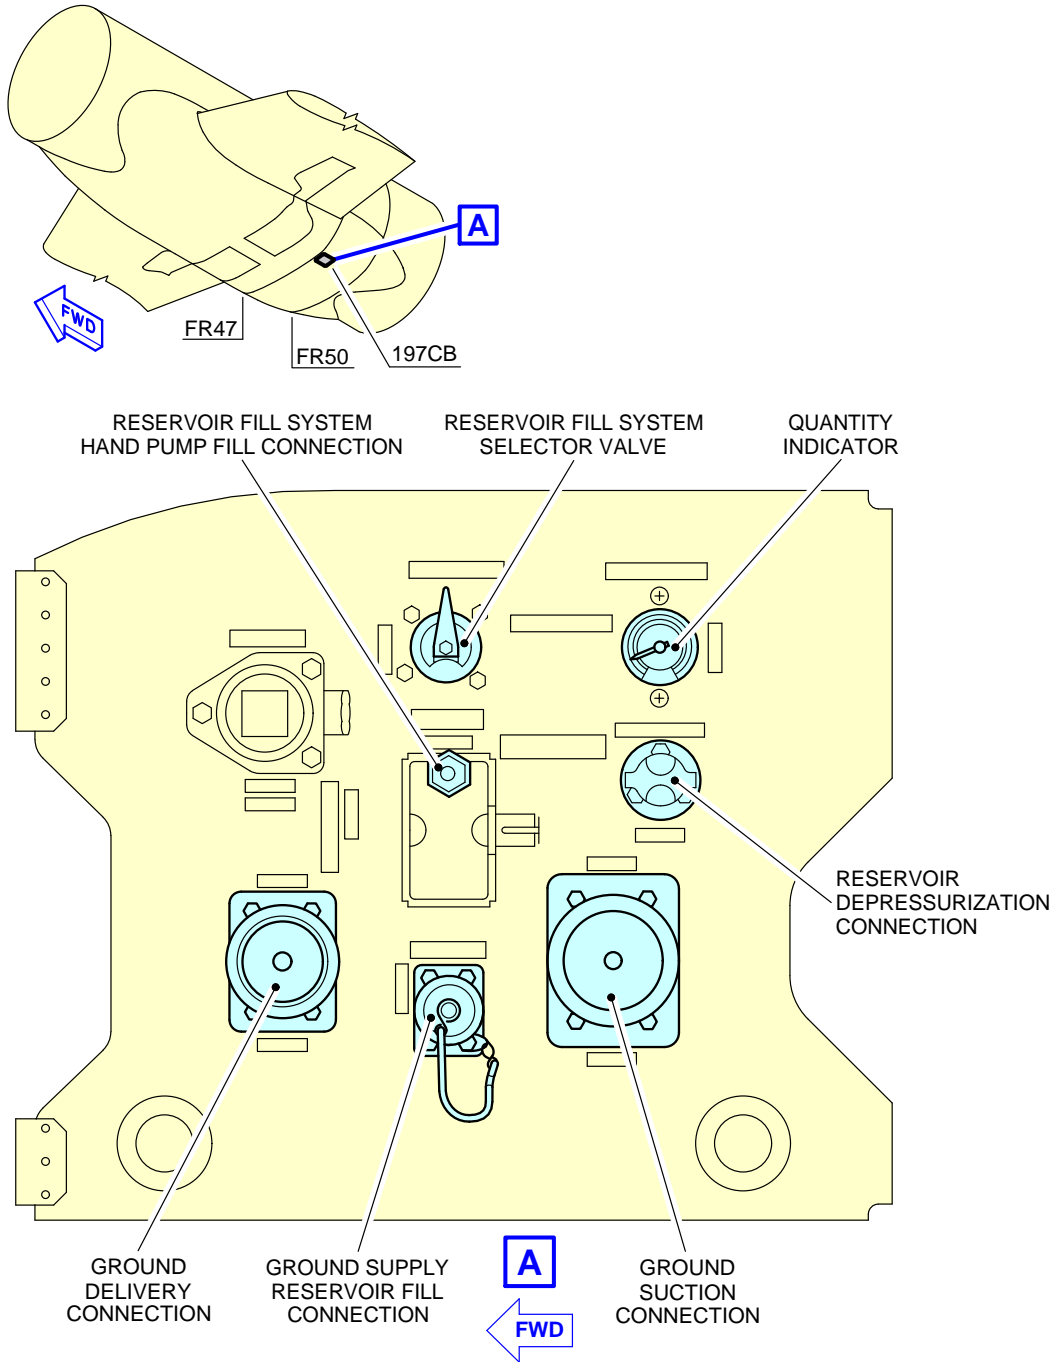 A
FWD
FR47
FR50
197CB
RESERVOIR FILL SYSTEM
HAND PUMP FILL CONNECTION
RESERVOIR FILL SYSTEM
SELECTOR VALVE
QUANTITY
INDICATOR
RESERVOIR
DEPRESSURIZATION
CONNECTION
GROUND
DELIVERY
CONNECTION
GROUND SUPPLY
RESERVOIR FILL
CONNECTION
GROUND
SUCTION
CONNECTION
A
FWD